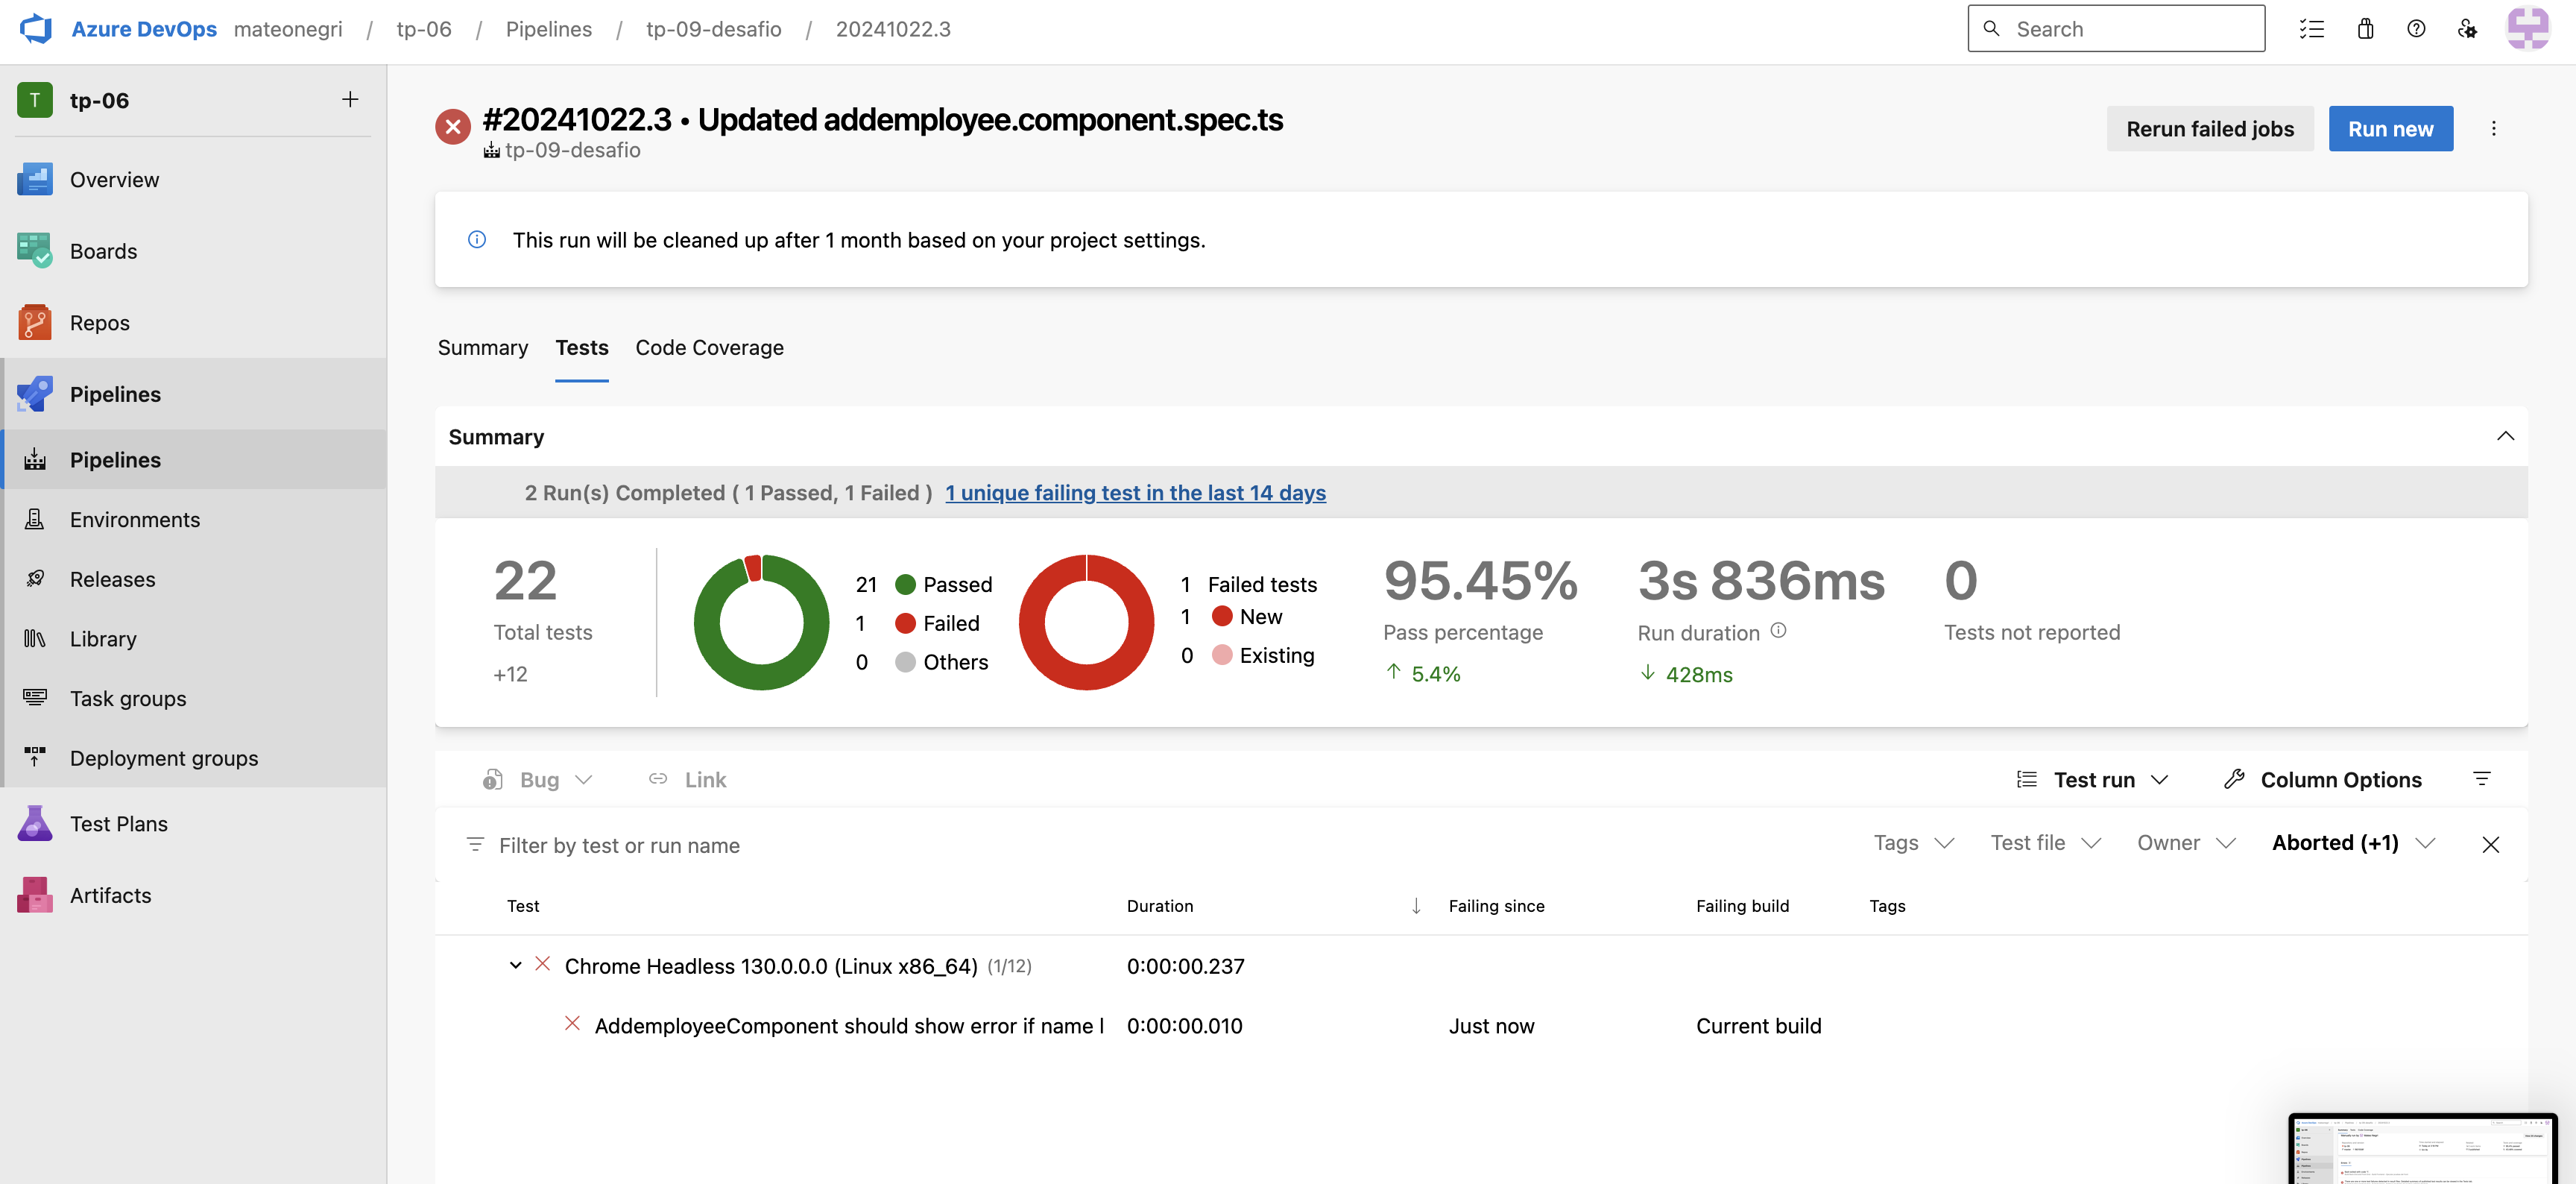 Azure DevOps mateonegri / tp-06 / Pipelines / tp-09-desafio / 20241022.3
Search
T tp-06
Overview
Boards
Repos
Pipelines
Pipelines
Environments
Releases
Library
Task groups
Deployment groups
Test Plans
Artifacts
#20241022.3 • Updated addemployee.component.spec.ts
tp-09-desafio
Rerun failed jobs
Run new
This run will be cleaned up after 1 month based on your project settings.
Summary Tests Code Coverage
Summary
2 Run(s) Completed ( 1 Passed, 1 Failed ) 1 unique failing test in the last 14 days
22
Total tests
+12
21 Passed
1 Failed
0 Others
1 Failed tests
1 New
0 Existing
95.45%
Pass percentage
5.4%
3s 836ms
Run duration
428ms
0
Tests not reported
Bug Link
Test run Column Options
Filter by test or run name
Tags Test file Owner Aborted (+1)
Test Duration Failing since Failing build Tags
Chrome Headless 130.0.0.0 (Linux x86_64) (1/12) 0:00:00.237
AddemployeeComponent should show error if name 0:00:00.010 Just now Current build